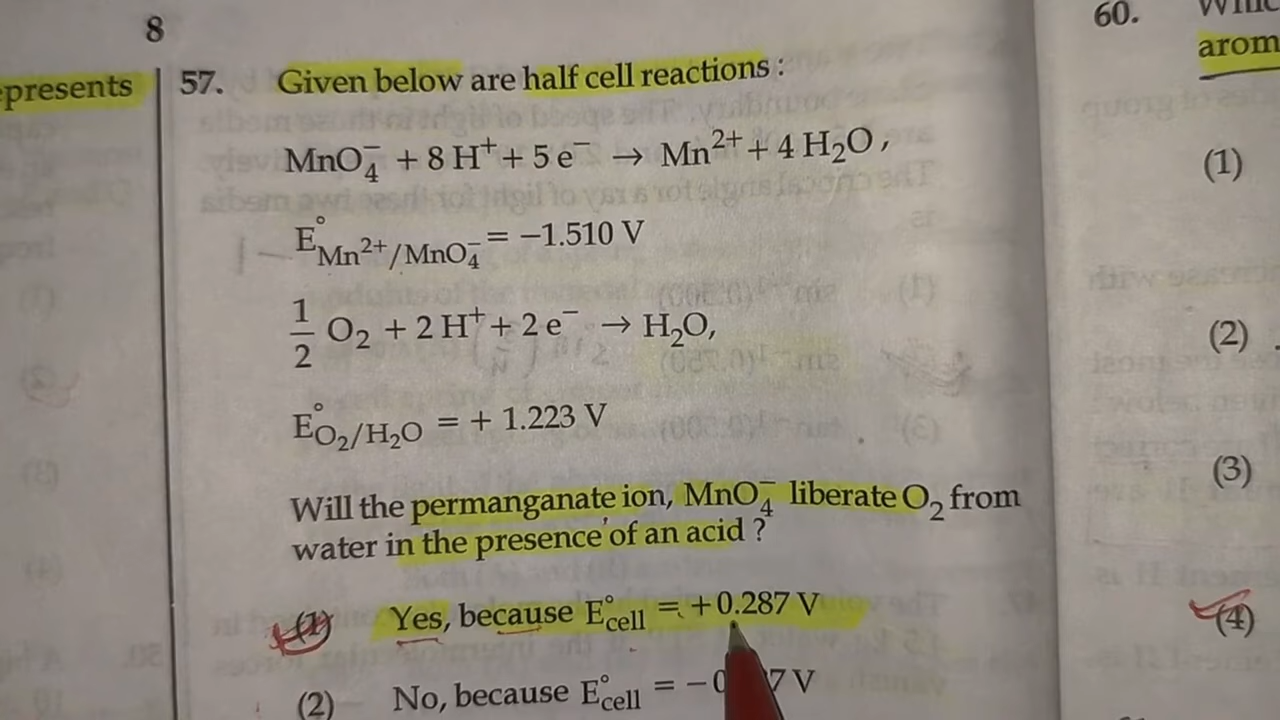 8
presents
57. Given below are half cell reactions :
MnO₄⁻ + 8 H⁺ + 5 e⁻ → Mn²⁺ + 4 H₂O ,
E°Mn²⁺/MnO₄⁻ = −1.510 V
1/2 O₂ + 2 H⁺ + 2 e⁻ → H₂O,
E°O₂/H₂O = + 1.223 V
Will the permanganate ion, MnO₄⁻ liberate O₂ from
water in the presence of an acid ?
(1) Yes, because E°cell = +0.287 V
(2) No, because E°cell = −0 7 V
60.
arom
(1)
(2)
(3)
(4)